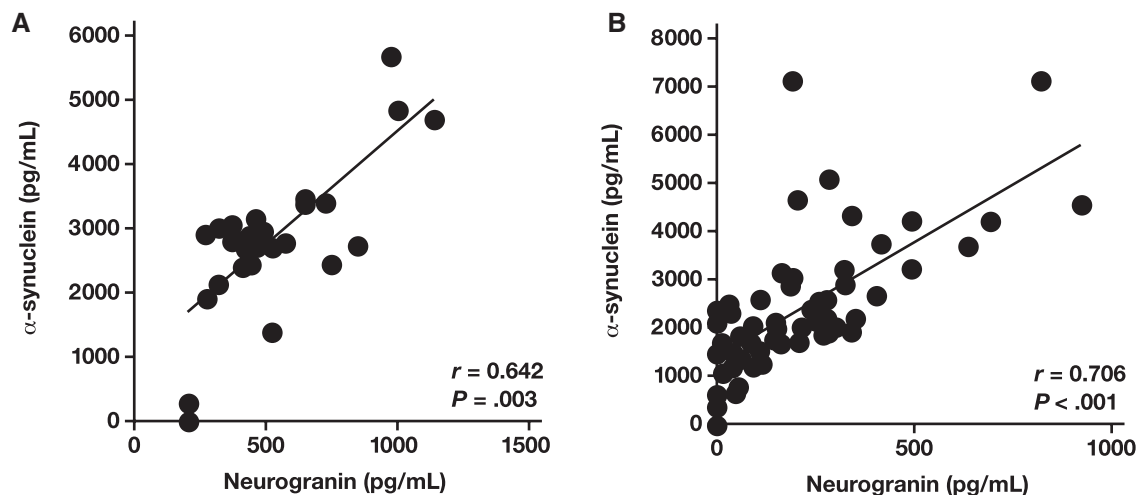 A
6000
5000
4000
3000
2000
1000
0
α-synuclein (pg/mL)
r = 0.642
P = .003
0 500 1000 1500
Neurogranin (pg/mL)
B
8000
7000
6000
5000
4000
3000
2000
1000
0
α-synuclein (pg/mL)
r = 0.706
P < .001
0 500 1000
Neurogranin (pg/mL)